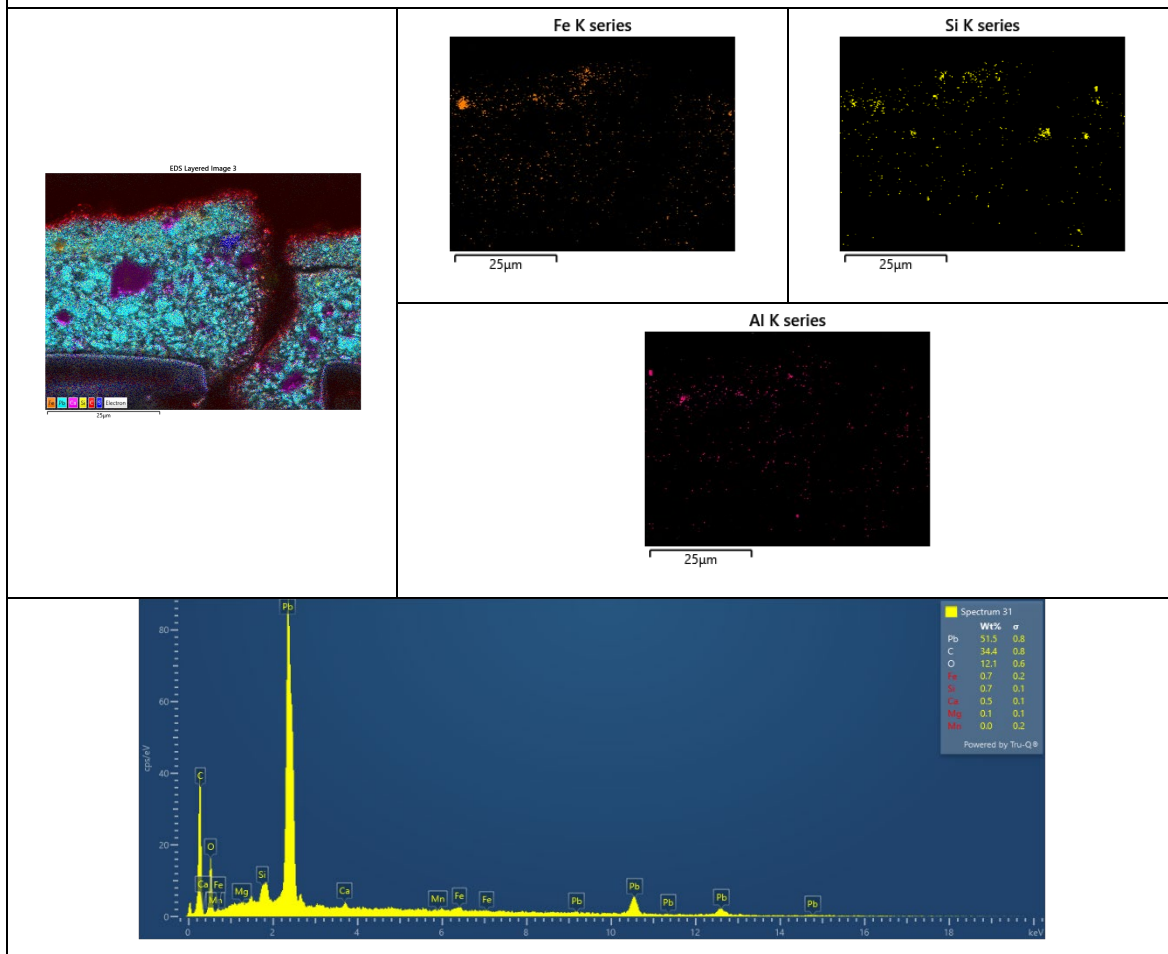 Fe K series
Si K series
25µm
25µm
EDS Layered Image 3
Fe Pb Ca Si Electron
25µm
Al K series
25µm
Spectrum 31
Wt% σ
Pb 51.5 0.8
C 34.4 0.8
O 12.1 0.6
Fe 0.7 0.2
Si 0.7 0.1
Ca 0.5 0.1
Mg 0.1 0.1
Mn 0.0 0.2
Powered by Tru-Q®
cps/eV
80
60
40
20
0
Pb
C
O
Ca Fe
Mn
Mg
Si
Ca
Mn
Fe
Fe
Pb
Pb
Pb
Pb
Pb
0 2 4 6 8 10 12 14 16 18 keV